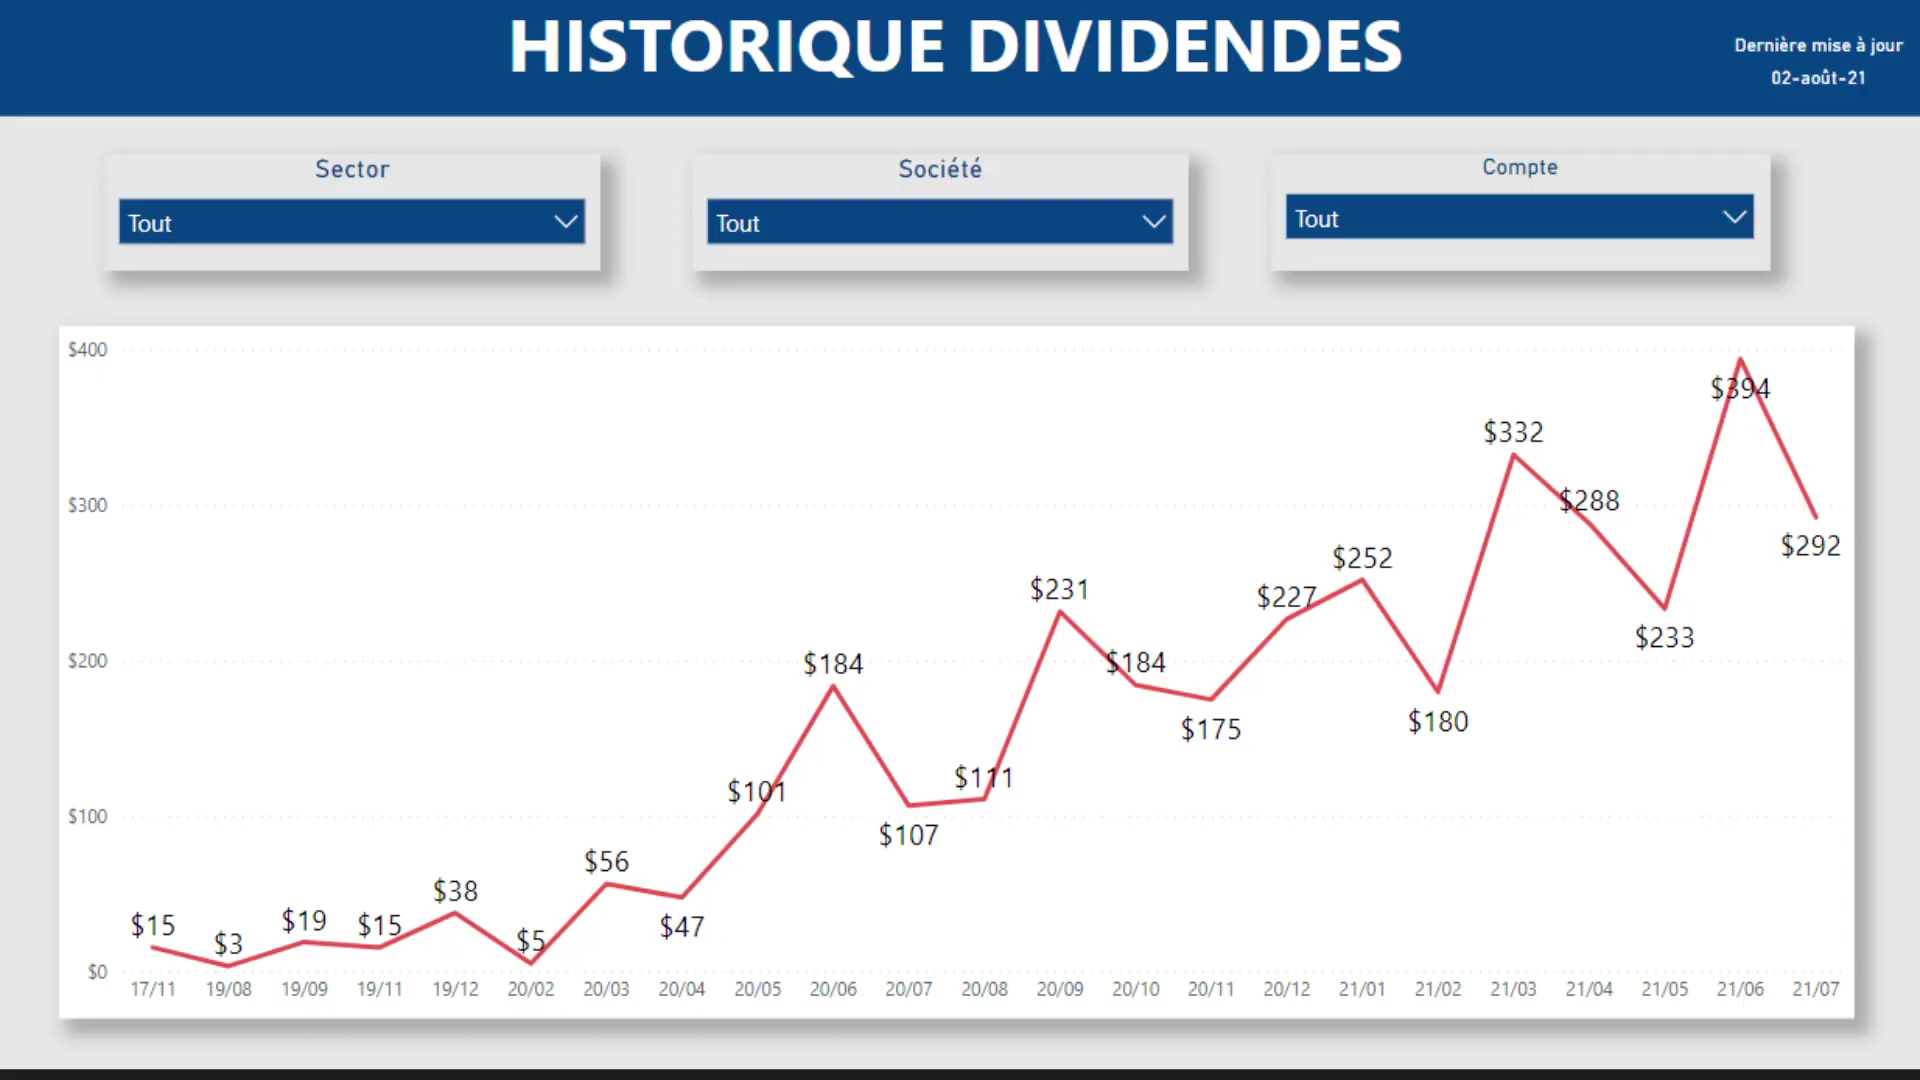 HISTORIQUE DIVIDENDES
Dernière mise à jour
02-août-21
Sector
Tout
Société
Tout
Compte
Tout
$400
$300
$200
$100
$0
$15
$3
$19
$15
$38
$5
$56
$47
$101
$184
$107
$111
$231
$184
$175
$227
$252
$180
$332
$288
$233
$394
$292
17/11 19/08 19/09 19/11 19/12 20/02 20/03 20/04 20/05 20/06 20/07 20/08 20/09 20/10 20/11 20/12 21/01 21/02 21/03 21/04 21/05 21/06 21/07